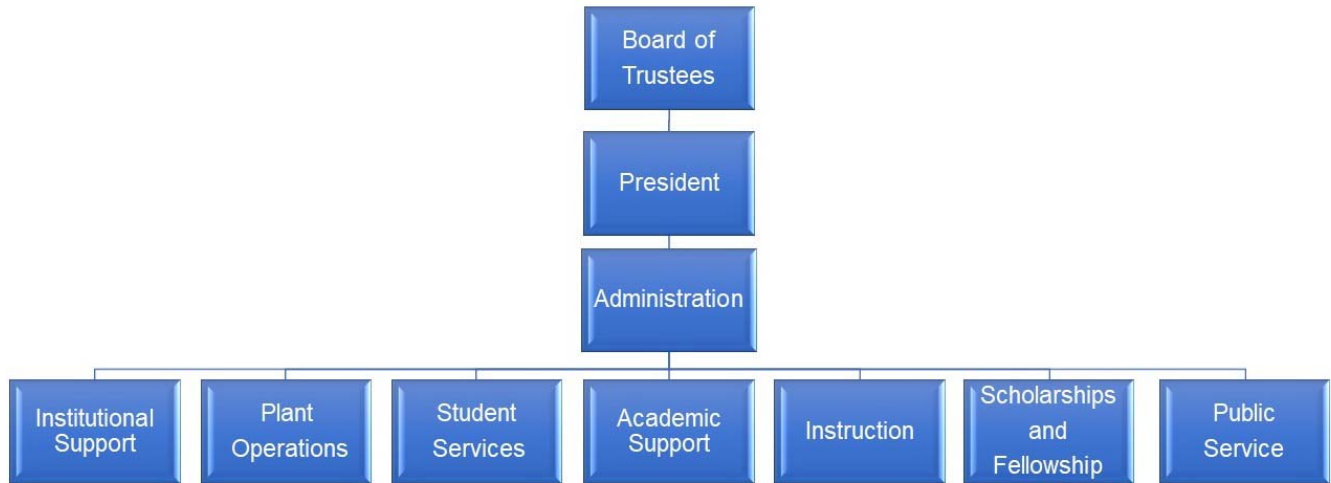 Board of
Trustees
President
Administration
Institutional
Support
Plant
Operations
Student
Services
Academic
Support
Instruction
Scholarships
and
Fellowship
Public
Service